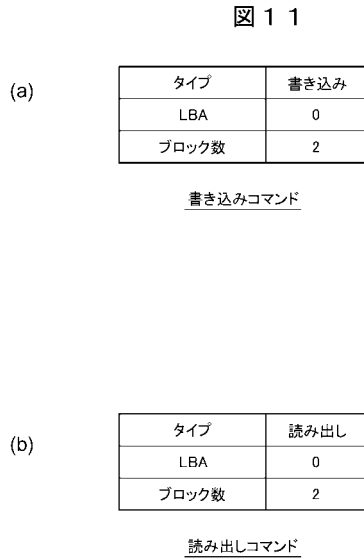 図１１
(a)
タイプ 書き込み
LBA 0
ブロック数 2
書き込みコマンド
(b)
タイプ 読み出し
LBA 0
ブロック数 2
読み出しコマンド